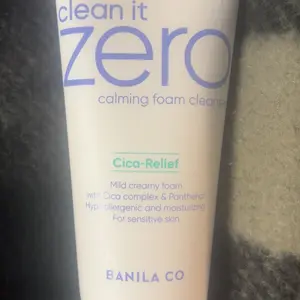 clean it
zero
calming foam cleans
Cica-Relief
Mild creamy foam
with Cica complex & Panthenol
Hypoallergenic and moisturizing
For sensitive skin
BANILA CO